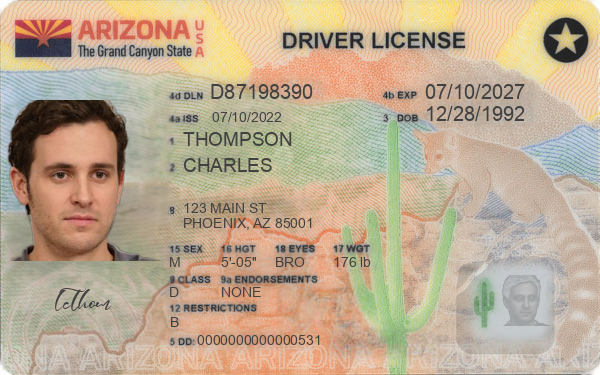 ARIZONA USA
The Grand Canyon State
DRIVER LICENSE
4d DLN D87198390 4b EXP 07/10/2027
4a ISS 07/10/2022 3 DOB 12/28/1992
1 THOMPSON
2 CHARLES
8 123 MAIN ST
PHOENIX, AZ 85001
15 SEX 16 HGT 18 EYES 17 WGT
M 5'-05" BRO 176 lb
9 CLASS 9a ENDORSEMENTS
D NONE
12 RESTRICTIONS
B
5 DD: 0000000000000531
ONA ARIZONA ARIZONA ARIZONA ARIZON